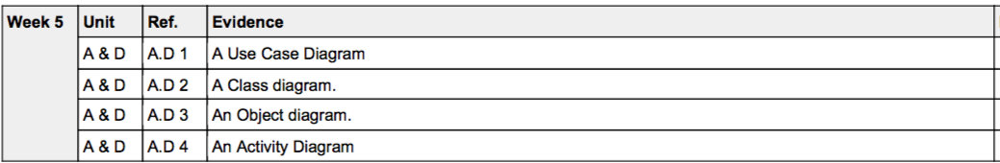 Week 5 Unit Ref. Evidence
A & D A.D 1 A Use Case Diagram
A & D A.D 2 A Class diagram.
A & D A.D 3 An Object diagram.
A & D A.D 4 An Activity Diagram